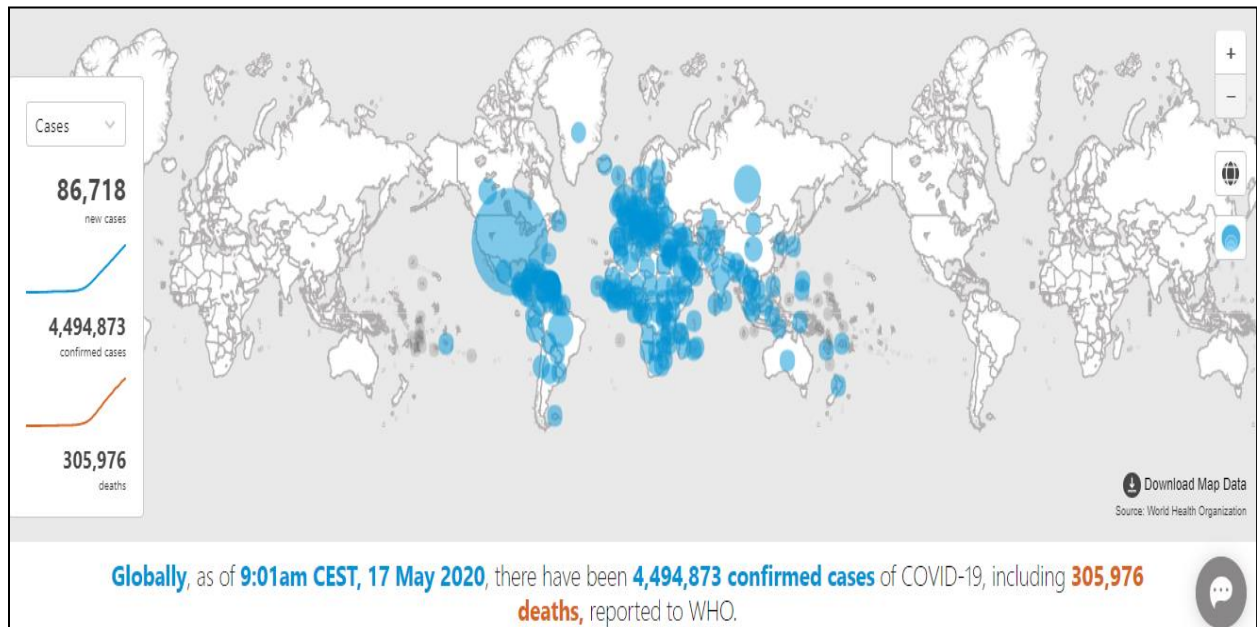 Cases
86,718
new cases
4,494,873
confirmed cases
305,976
deaths
+
−
Download Map Data
Source: World Health Organization
Globally, as of 9:01am CEST, 17 May 2020, there have been 4,494,873 confirmed cases of COVID-19, including 305,976
deaths, reported to WHO.